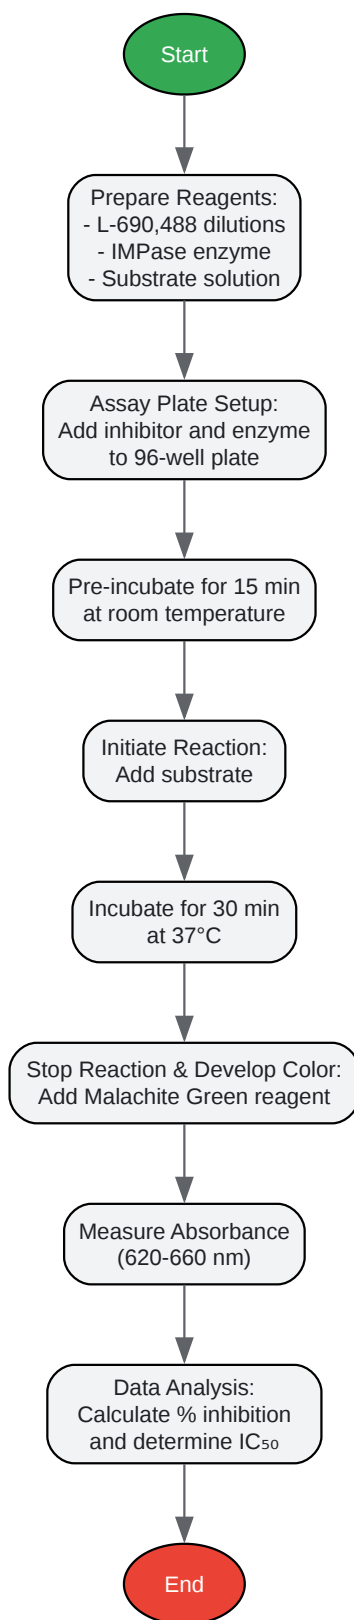 Start
Prepare Reagents:
- L-690,488 dilutions
- IMPase enzyme
- Substrate solution
Assay Plate Setup:
Add inhibitor and enzyme
to 96-well plate
Pre-incubate for 15 min
at room temperature
Initiate Reaction:
Add substrate
Incubate for 30 min
at 37°C
Stop Reaction & Develop Color:
Add Malachite Green reagent
Measure Absorbance
(620-660 nm)
Data Analysis:
Calculate % inhibition
and determine IC₅₀
End